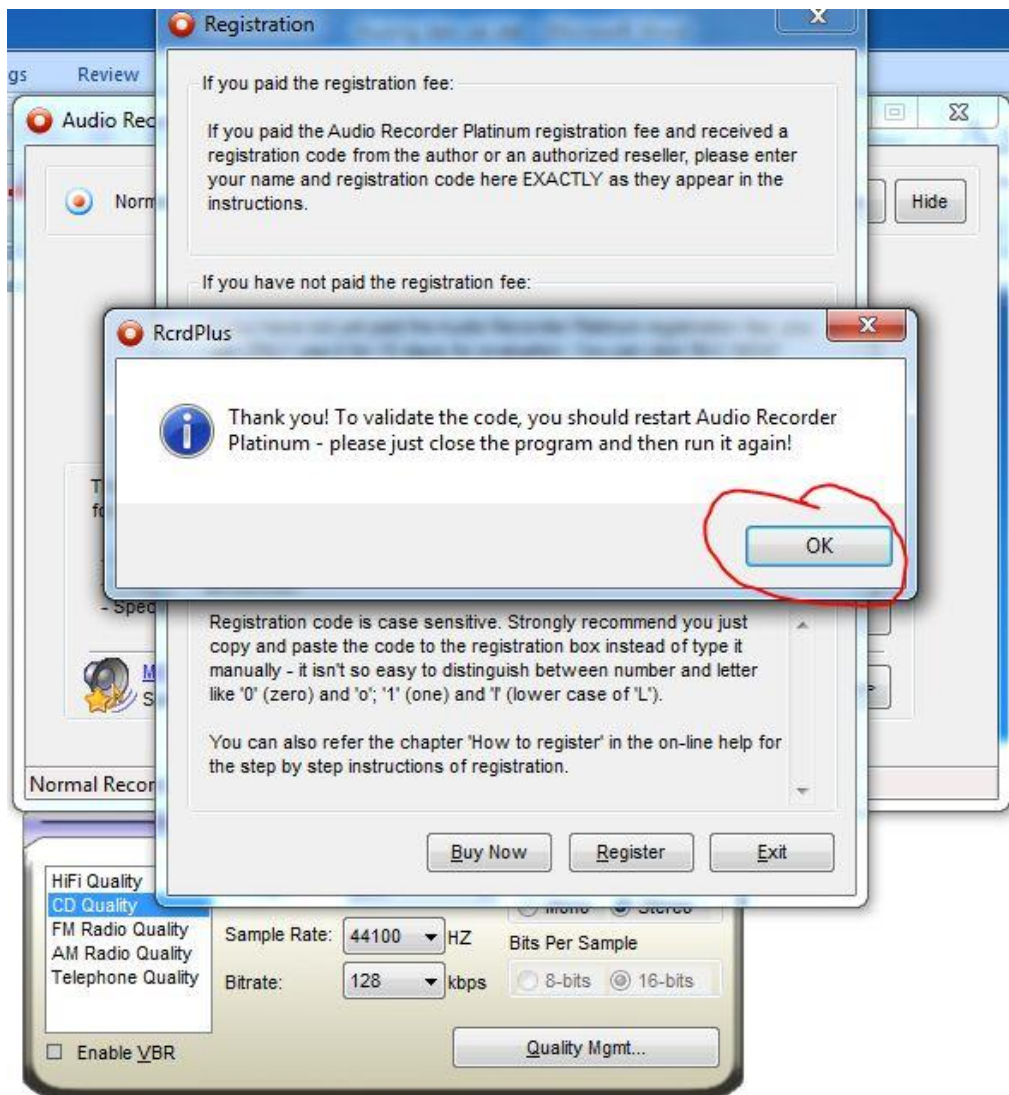 Registration
gs Review
If you paid the registration fee:
Audio Rec
If you paid the Audio Recorder Platinum registration fee and received a
registration code from the author or an authorized reseller, please enter
your name and registration code here EXACTLY as they appear in the
instructions.
Norm
Hide
If you have not paid the registration fee:
RcrdPlus
Thank you! To validate the code, you should restart Audio Recorder
Platinum - please just close the program and then run it again!
OK
- Spec
Registration code is case sensitive. Strongly recommend you just
copy and paste the code to the registration box instead of type it
manually - it isn't so easy to distinguish between number and letter
like '0' (zero) and 'o'; '1' (one) and 'l' (lower case of 'L').
You can also refer the chapter 'How to register' in the on-line help for
the step by step instructions of registration.
Normal Recor
Buy Now Register Exit
HiFi Quality
CD Quality
FM Radio Quality
AM Radio Quality
Telephone Quality
Mono Stereo
Sample Rate: 44100 HZ
Bits Per Sample
Bitrate: 128 kbps
8-bits 16-bits
Enable VBR
Quality Mgmt...